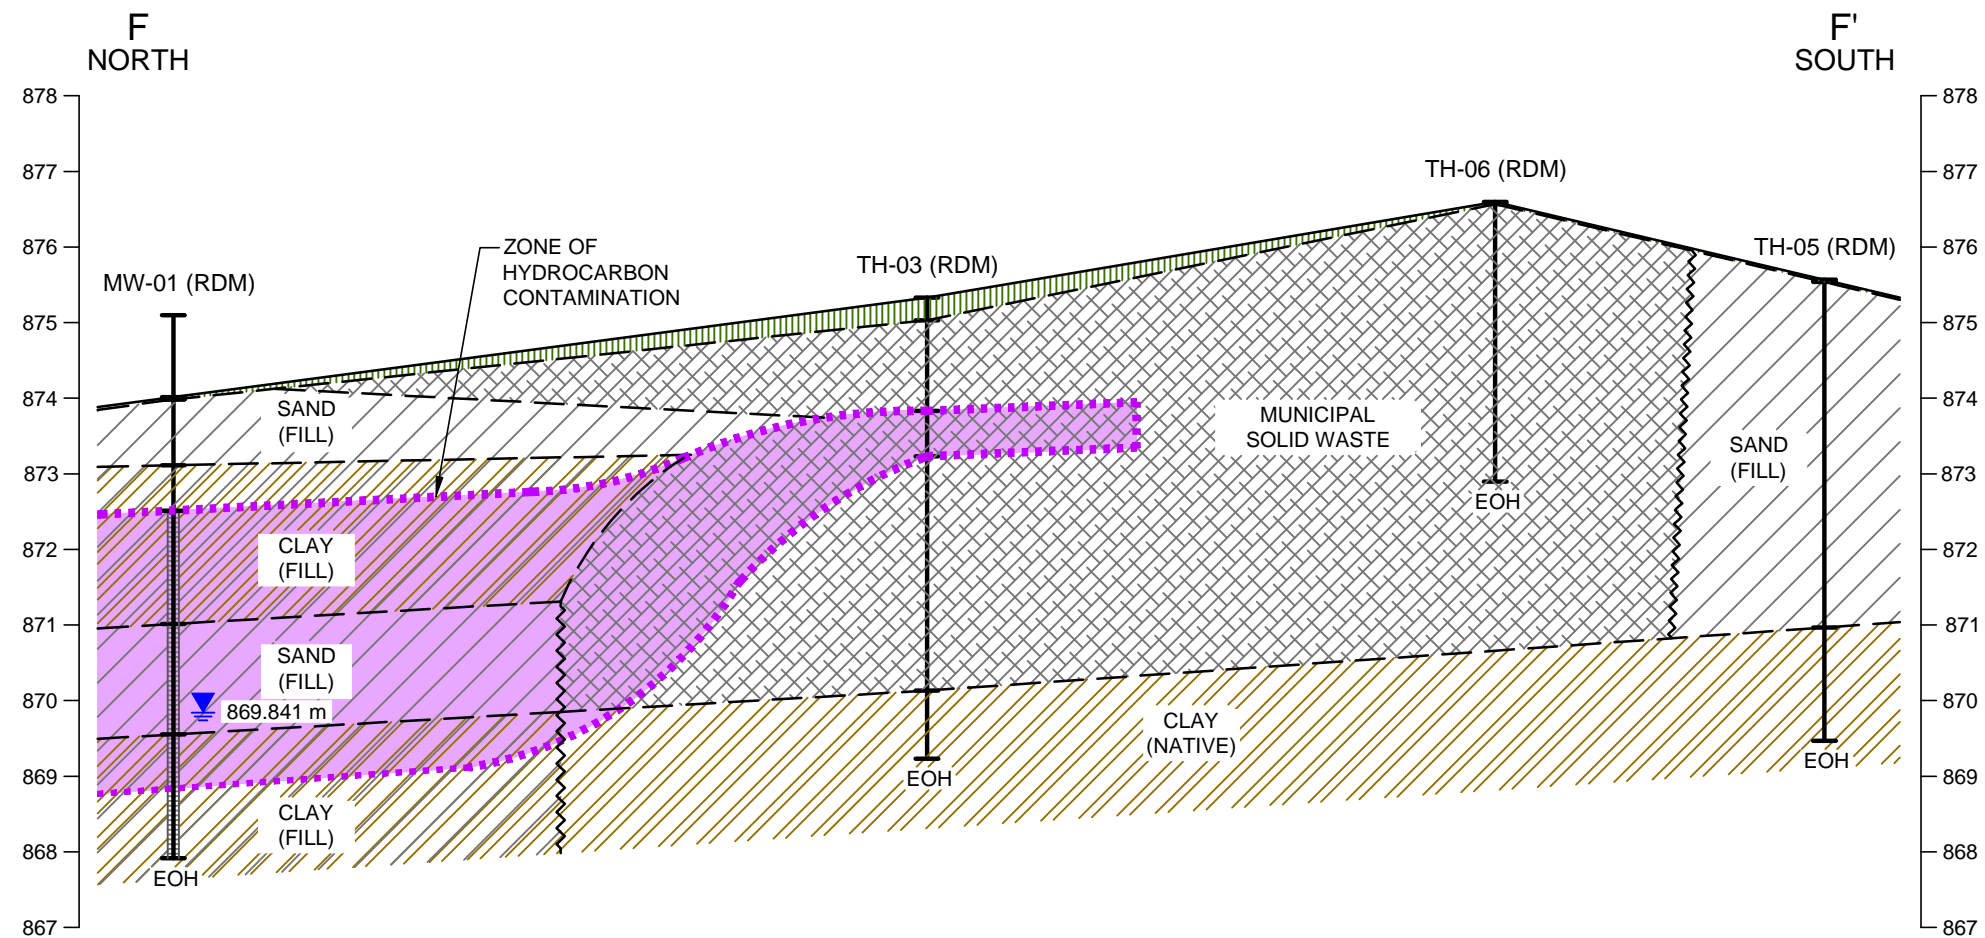 F
NORTH
F'
SOUTH
878
877
876
875
874
873
872
871
870
869
868
867
878
877
876
875
874
873
872
871
870
869
868
867
MW-01 (RDM)
ZONE OF
HYDROCARBON
CONTAMINATION
TH-03 (RDM)
TH-06 (RDM)
TH-05 (RDM)
SAND
(FILL)
MUNICIPAL
SOLID WASTE
SAND
(FILL)
EOH
CLAY
(FILL)
SAND
(FILL)
869.841 m
CLAY
(NATIVE)
EOH
EOH
CLAY
(FILL)
EOH